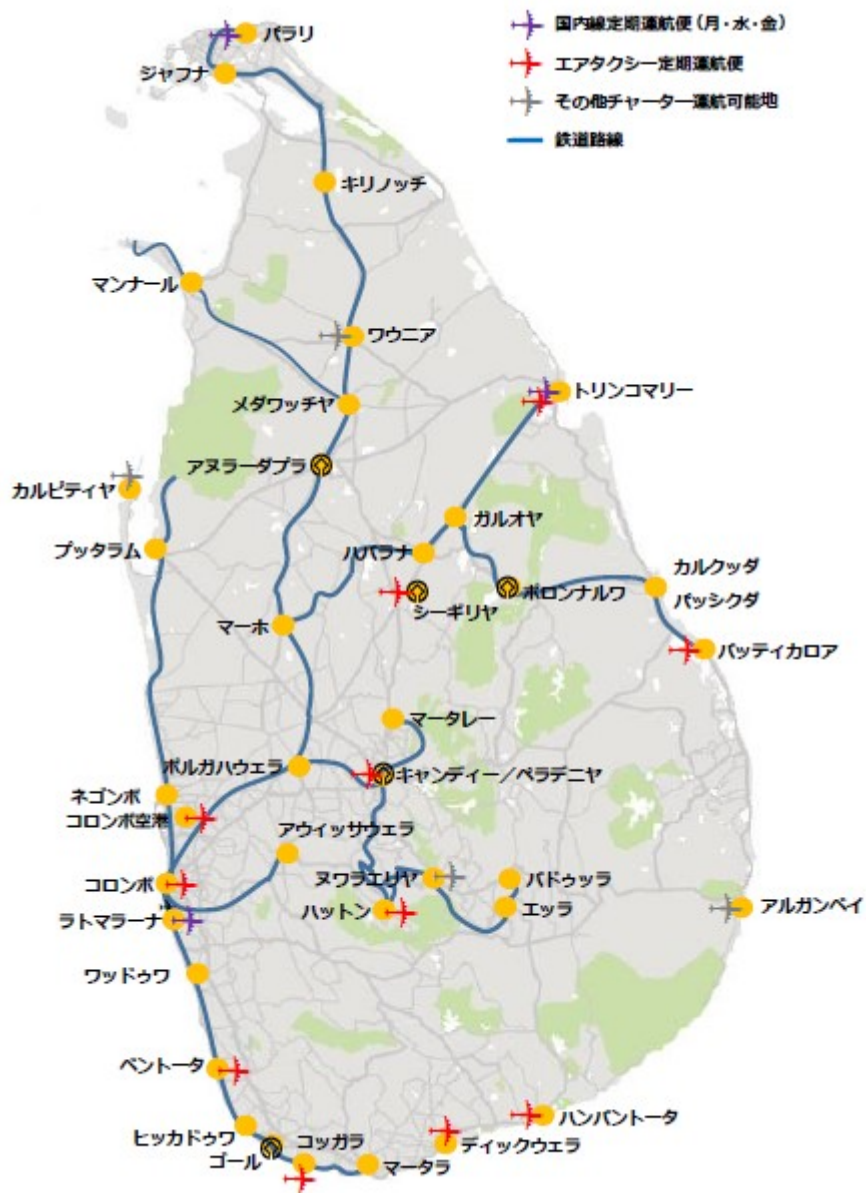 国内線定期運航便（月・水・金）
エアタクシー定期運航便
その他チャーター運航可能地
鉄道路線
パラリ
ジャフナ
キリノッチ
マンナール
ワウニア
トリンコマリー
メダワッチヤ
アヌラーダプラ
カルピティヤ
ガルオヤ
プッタラム
ハバラナ
カルクッダ
パッシクダ
ポロンナルワ
シーギリヤ
マーホ
バッティカロア
マータレー
ポルガハウェラ
キャンディー／ペラデニヤ
ネゴンボ
コロンボ空港
アウィッサウェラ
コロンボ
ヌワラエリヤ
バドゥッラ
ハットン
エッラ
アルガンベイ
ラトマラーナ
ワッドゥワ
ベントータ
ハンバントータ
ヒッカドゥワ
コッガラ
ディックウェラ
ゴール
マータラ